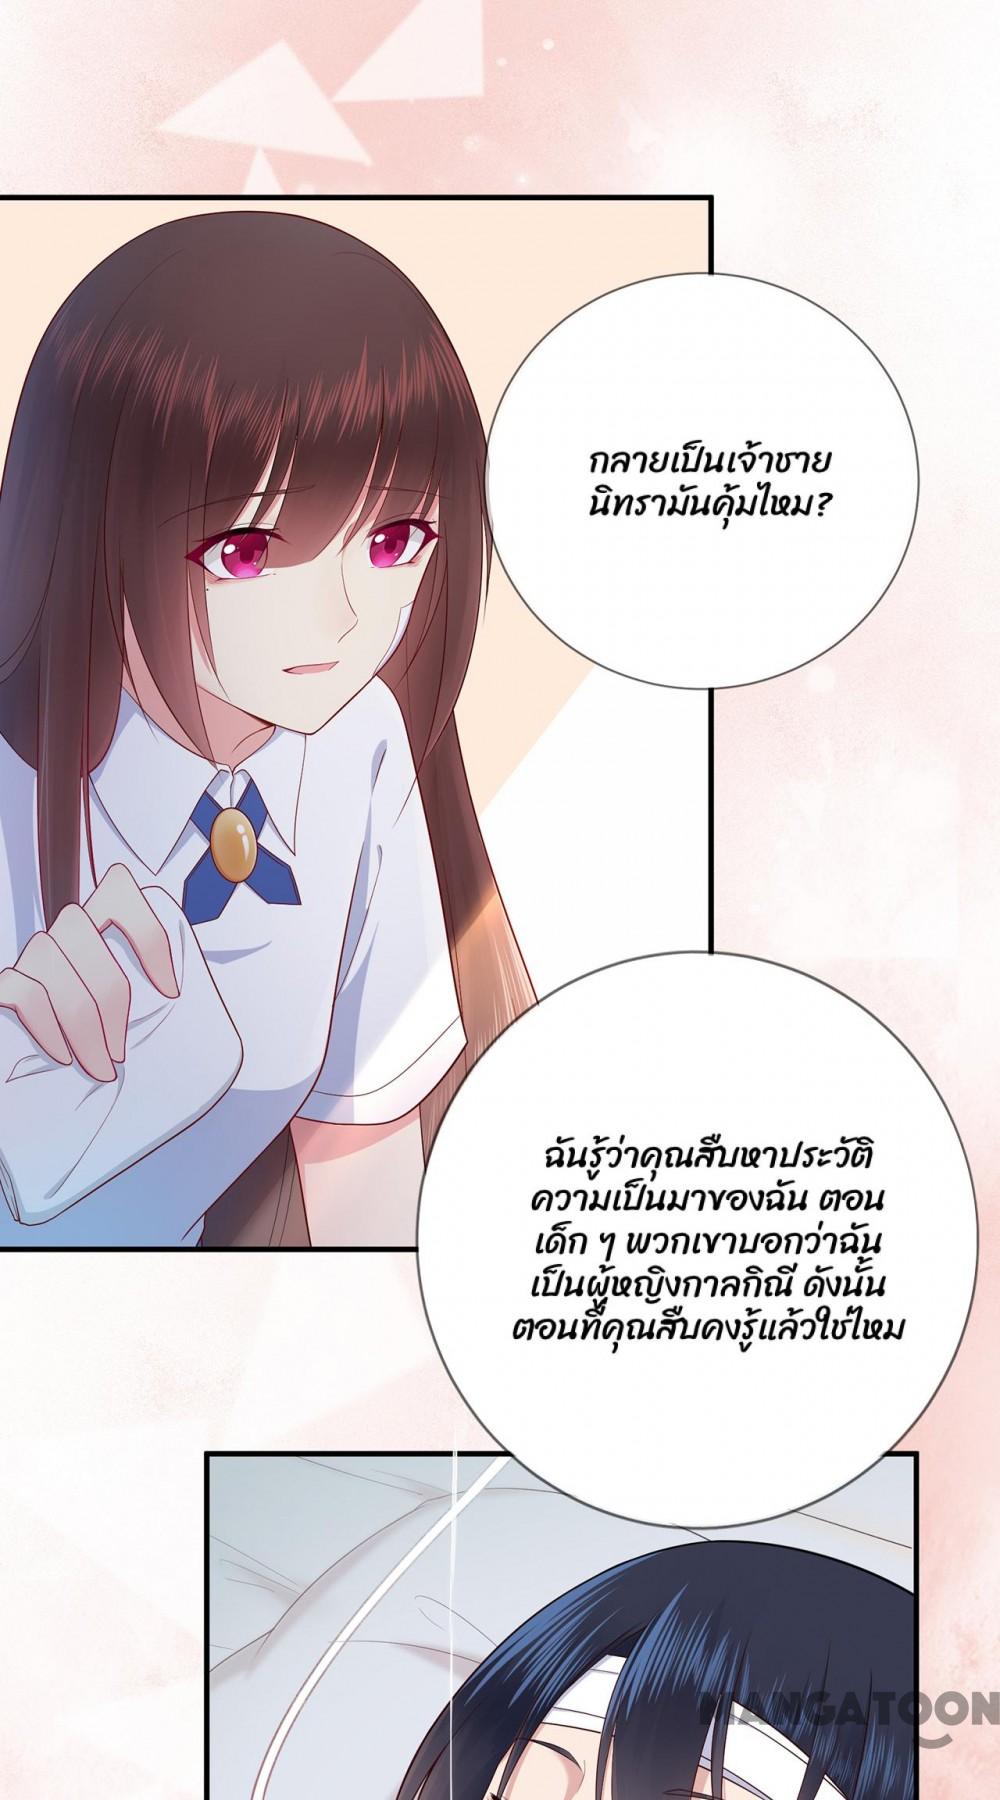 กลายเป็นเจ้าชาย
นิทรามันคุ้มไหม?
ฉันรู้ว่าคุณสืบหาประวัติ
ความเป็นมาของฉัน ตอน
เด็ก ๆ พวกเขาบอกว่าฉัน
เป็นผู้หญิงกาลกิณี ดังนั้น
ตอนที่คุณสืบคงรู้แล้วใช่ไหม
MANGATOON